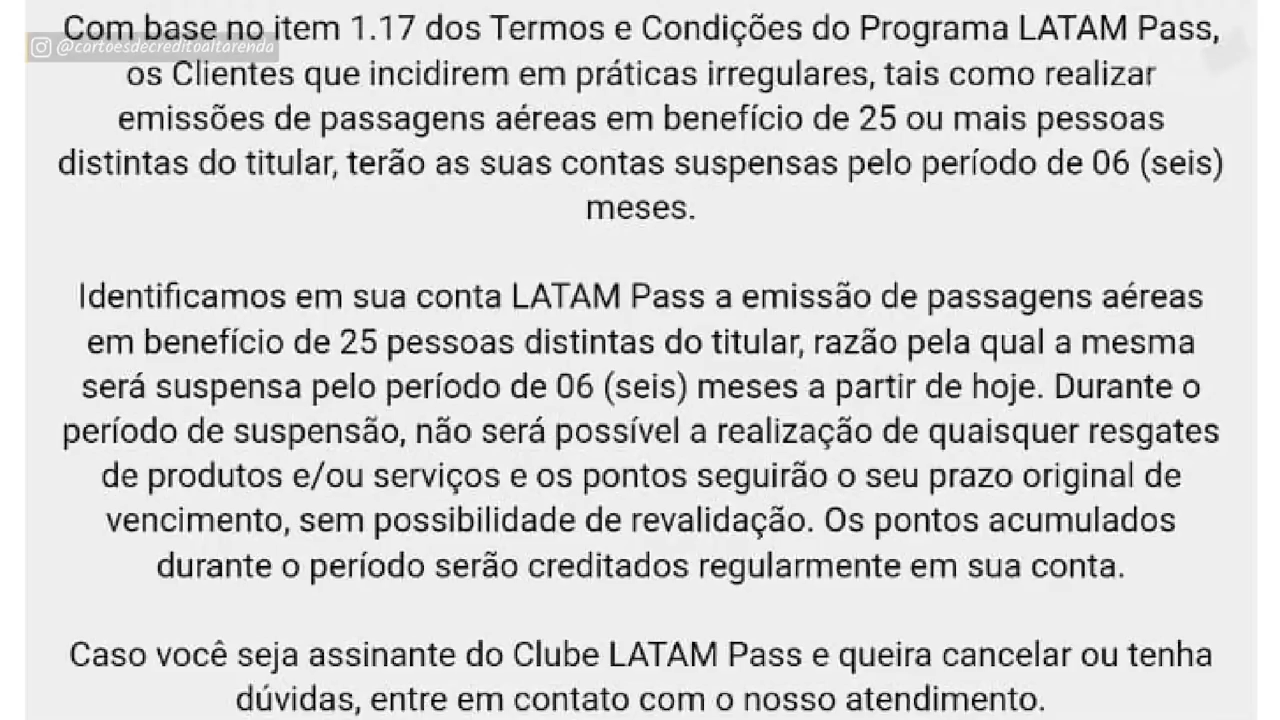 Com base no item 1.17 dos Termos e Condições do Programa LATAM Pass,
@cartoesdecreditoaltarenda
os Clientes que incidirem em práticas irregulares, tais como realizar
emissões de passagens aéreas em benefício de 25 ou mais pessoas
distintas do titular, terão as suas contas suspensas pelo período de 06 (seis)
meses.
Identificamos em sua conta LATAM Pass a emissão de passagens aéreas
em benefício de 25 pessoas distintas do titular, razão pela qual a mesma
será suspensa pelo período de 06 (seis) meses a partir de hoje. Durante o
período de suspensão, não será possível a realização de quaisquer resgates
de produtos e/ou serviços e os pontos seguirão o seu prazo original de
vencimento, sem possibilidade de revalidação. Os pontos acumulados
durante o período serão creditados regularmente em sua conta.
Caso você seja assinante do Clube LATAM Pass e queira cancelar ou tenha
dúvidas, entre em contato com o nosso atendimento.